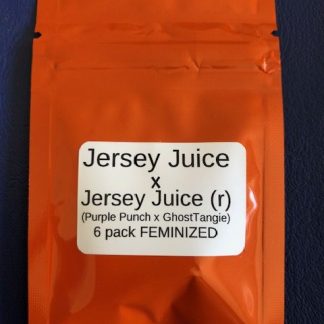 Jersey Juice
x
Jersey Juice (r)
(Purple Punch x GhostTangie)
6 pack FEMINIZED